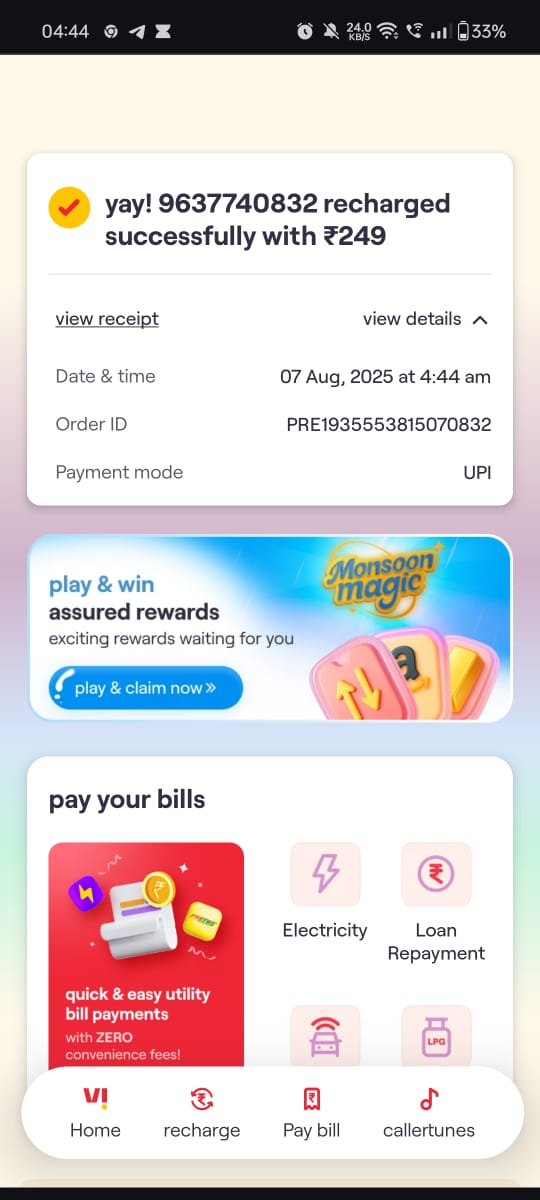 04:44 24.0 KB/S 33%
yay! 9637740832 recharged
successfully with ₹249
view receipt view details
Date & time 07 Aug, 2025 at 4:44 am
Order ID PRE1935553815070832
Payment mode UPI
Monsoon
magic
play & win
assured rewards
exciting rewards waiting for you
play & claim now»
pay your bills
quick & easy utility
bill payments
with ZERO
convenience fees!
Electricity Loan
Repayment
LPG
VI
Home recharge Pay bill callertunes